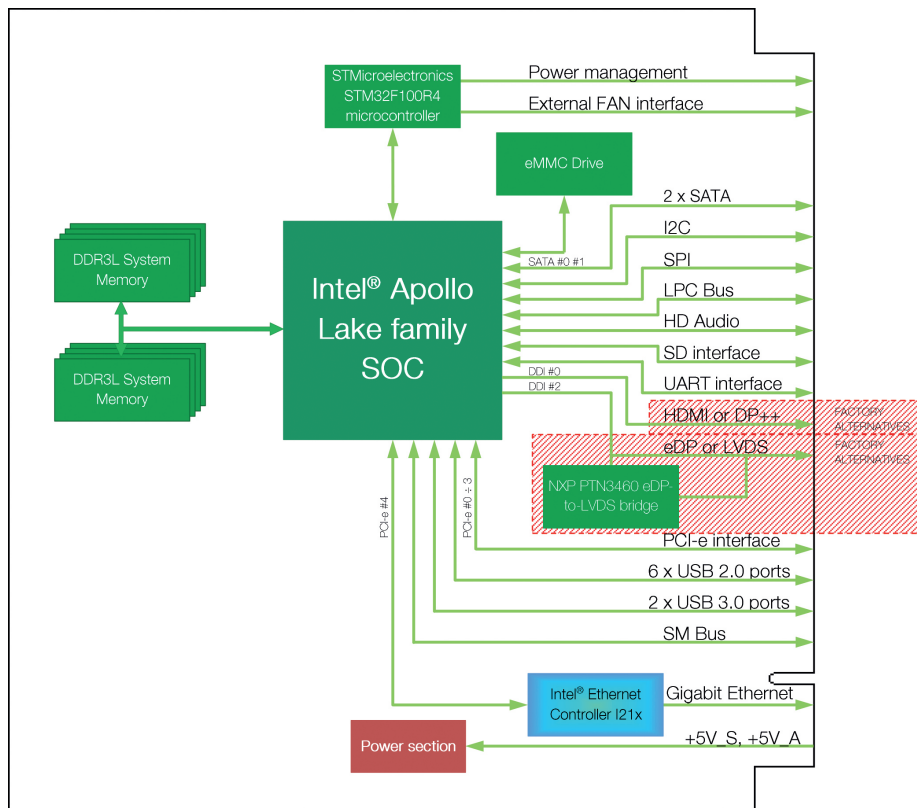 STMicroelectronics
STM32F100R4
microcontroller
Power management
External FAN interface
eMMC Drive
2 x SATA
SATA #0 #1
I2C
SPI
LPC Bus
HD Audio
SD interface
UART interface
DDR3L System
Memory
DDR3L System
Memory
Intel® Apollo
Lake family
SOC
DDI #0
DDI #2
HDMI or DP++
FACTORY
ALTERNATIVES
eDP or LVDS
FACTORY
ALTERNATIVES
NXP PTN3460 eDP-
to-LVDS bridge
PCI-e #4
PCI-e #0 ÷ 3
PCI-e interface
6 x USB 2.0 ports
2 x USB 3.0 ports
SM Bus
Intel® Ethernet
Controller I21x
Gigabit Ethernet
Power section
+5V_S, +5V_A